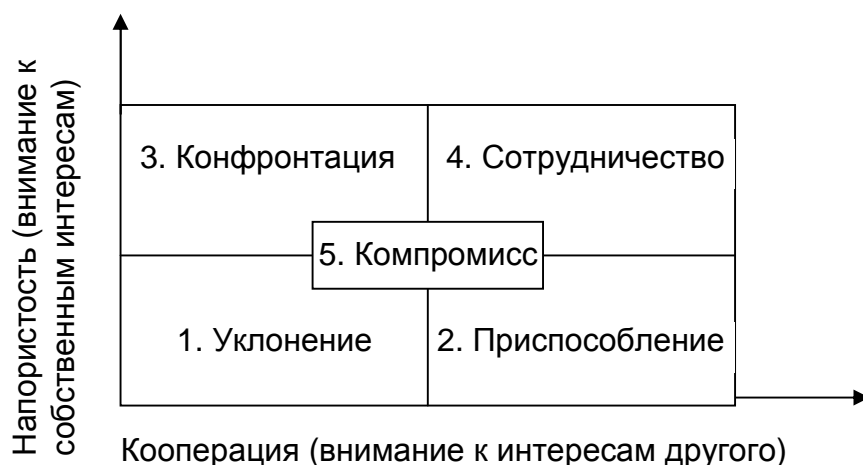 Напористость (внимание к
собственным интересам)
3. Конфронтация
4. Сотрудничество
5. Компромисс
1. Уклонение
2. Приспособление
Кооперация (внимание к интересам другого)